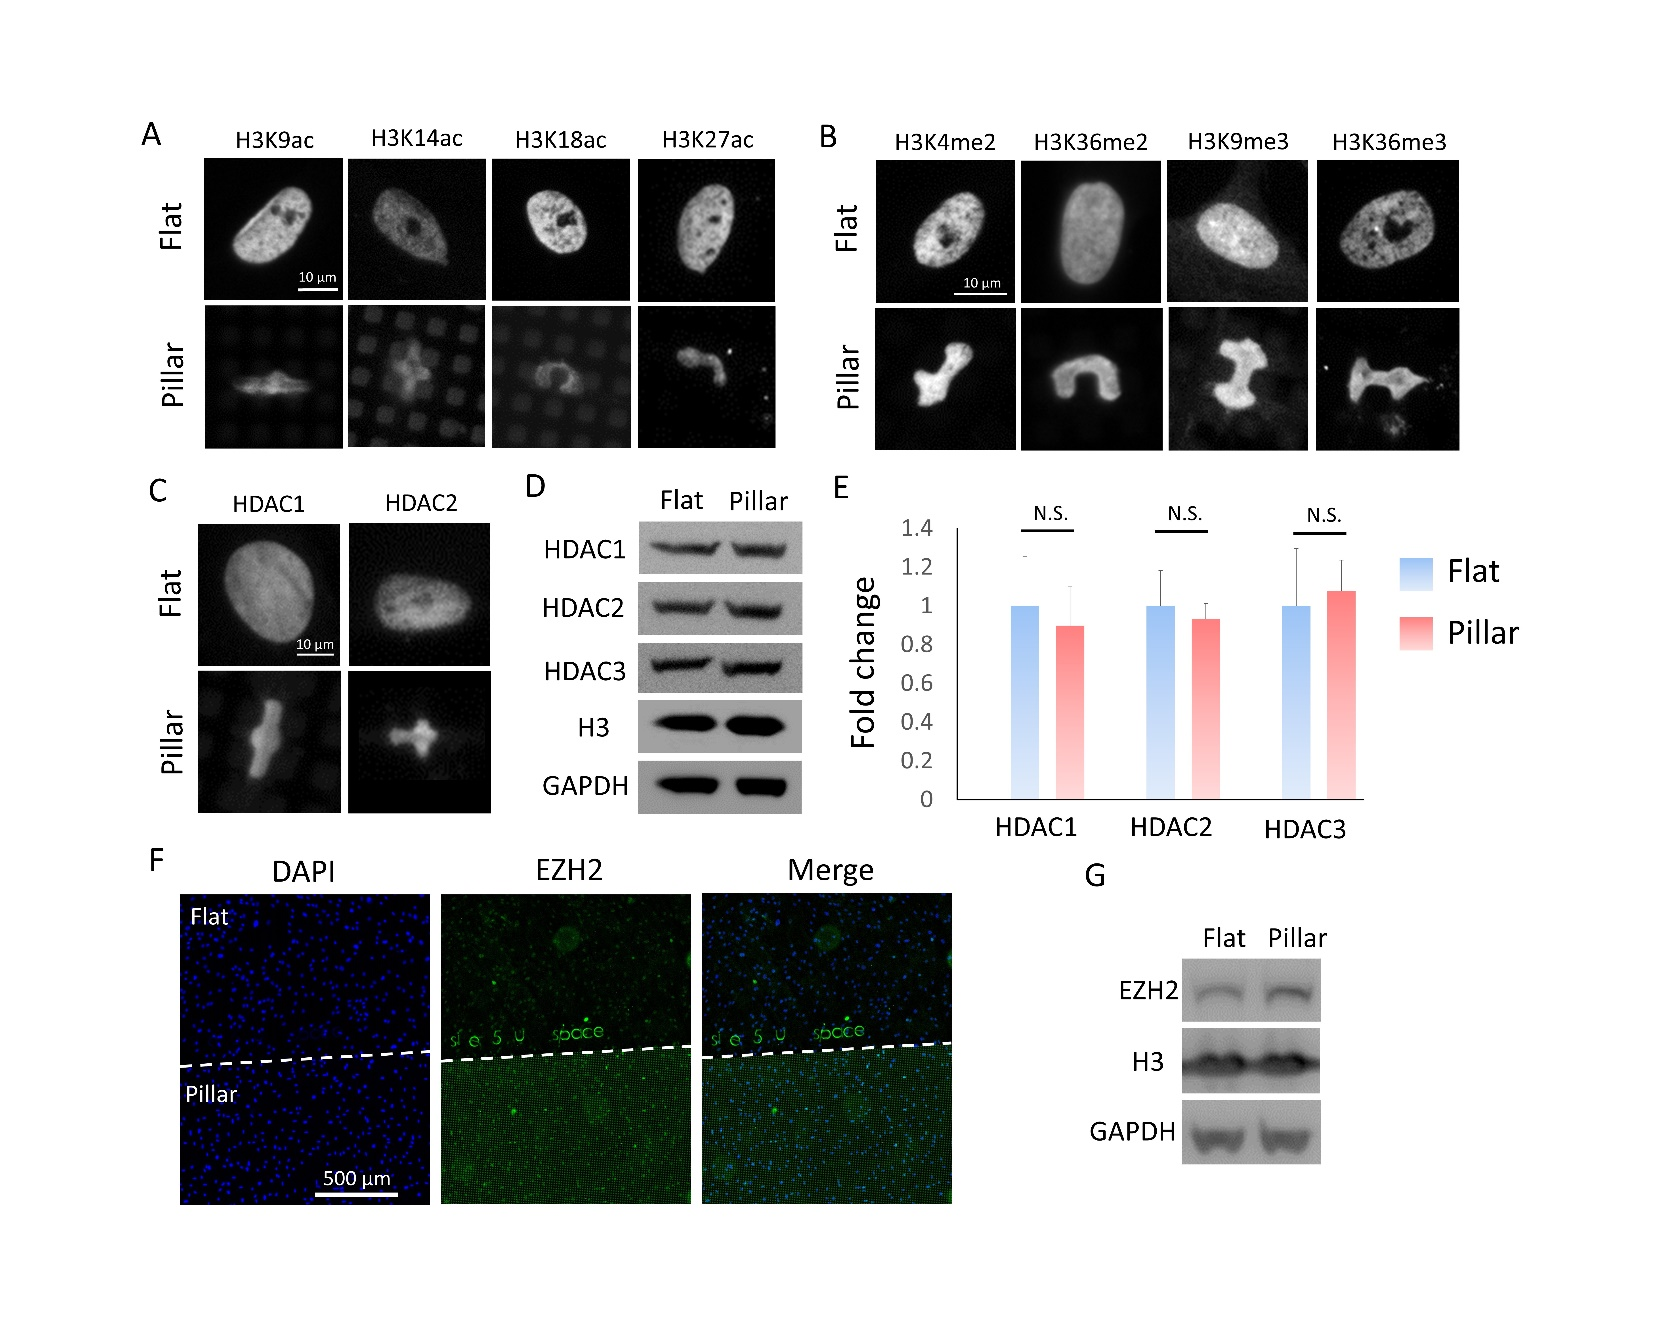 A
H3K9ac H3K14ac H3K18ac H3K27ac
Flat
10 µm
Pillar
B
H3K4me2 H3K36me2 H3K9me3 H3K36me3
Flat
10 µm
Pillar
C
HDAC1 HDAC2
Flat
10 µm
Pillar
D
Flat Pillar
HDAC1
HDAC2
HDAC3
H3
GAPDH
E
N.S. N.S. N.S.
Fold change
1.4
1.2
1
0.8
0.6
0.4
0.2
0
HDAC1 HDAC2 HDAC3
Flat
Pillar
F
DAPI EZH2 Merge
Flat
space
space
Pillar
500 µm
G
Flat Pillar
EZH2
H3
GAPDH